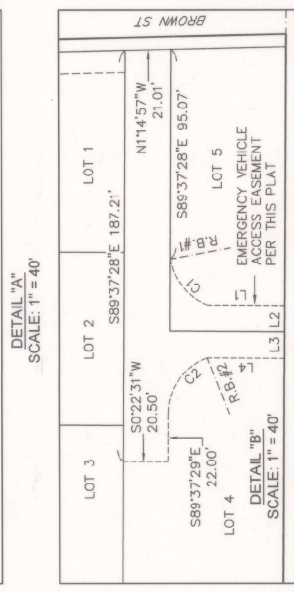 DETAIL "A"
SCALE: 1" = 40'
BROWN ST
LOT 1
LOT 2
LOT 3
S89°37'28"E 187.21'
N1°14'57"W
21.01'
S0°22'31"W
20.50'
S89°37'28"E 95.07'
R.B.#1
C1
LOT 5
EMERGENCY VEHICLE
ACCESS EASEMENT
PER THIS PLAT
L1
L2
L3
L4
C2
R.B.#2
S89°37'29"E
22.00'
LOT 4
DETAIL "B"
SCALE: 1" = 40'